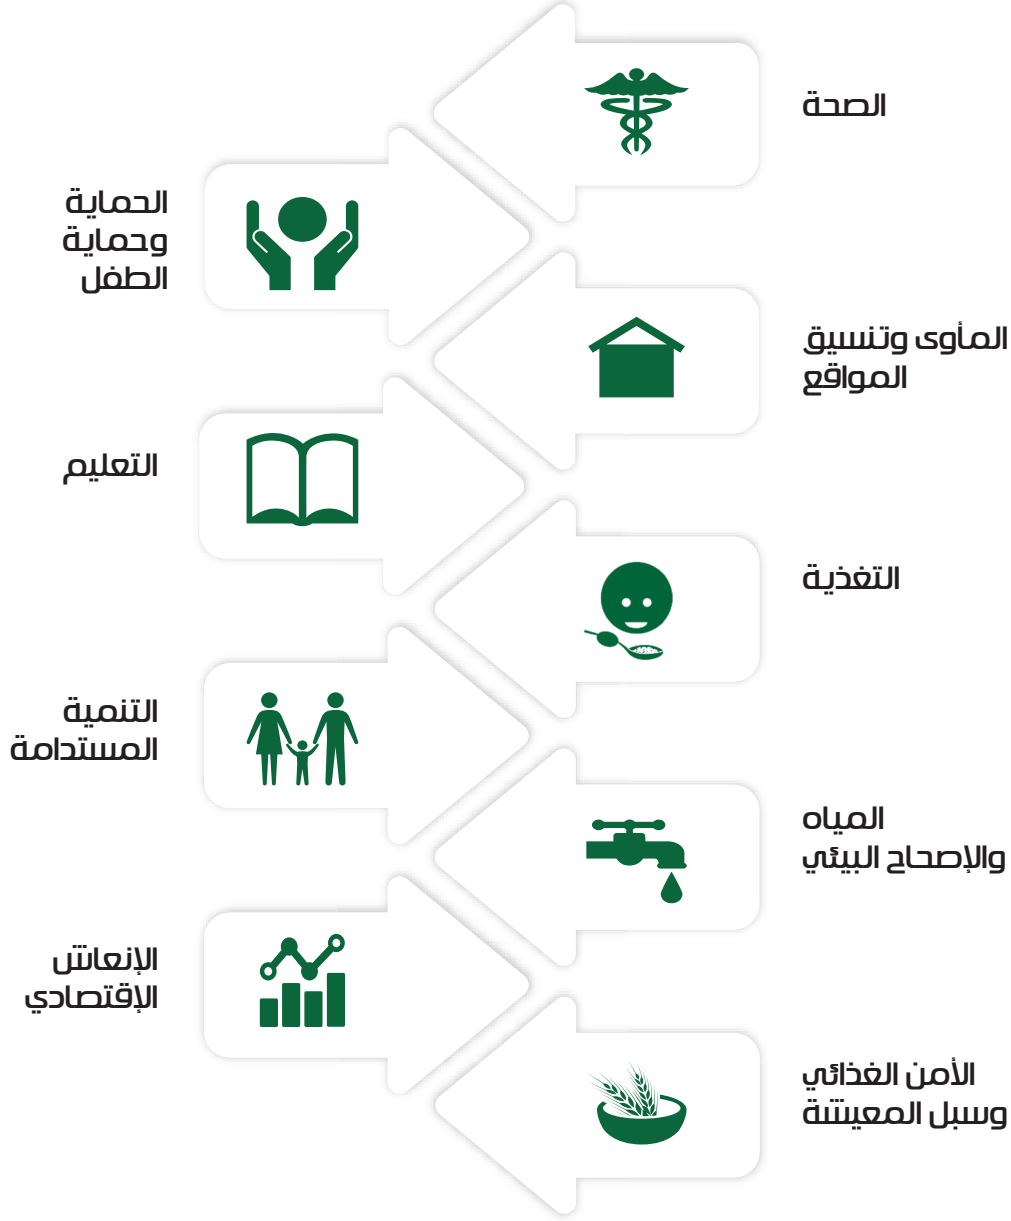 الصحة
الحماية
وحماية
الطفل
المأوى وتنسيق
المواقع
التعليم
التغذية
التنمية
المستدامة
المياه
والإصحاح البيئي
الإنعاش
الإقتصادي
الأمن الغذائي
وسبل المعيشة